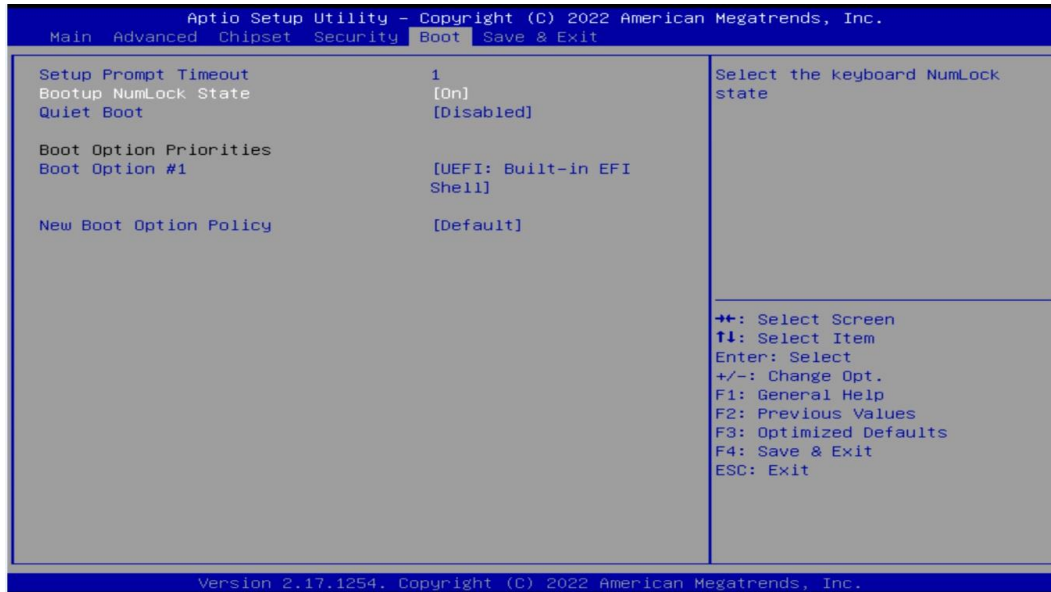 Aptio Setup Utility – Copyright (C) 2022 American Megatrends, Inc.
Main Advanced Chipset Security Boot Save & Exit
Setup Prompt Timeout 1
Bootup NumLock State [On]
Quiet Boot [Disabled]
Boot Option Priorities
Boot Option #1 [UEFI: Built-in EFI
Shell]
New Boot Option Policy [Default]
Select the keyboard NumLock
state
→←: Select Screen
↑↓: Select Item
Enter: Select
+/-: Change Opt.
F1: General Help
F2: Previous Values
F3: Optimized Defaults
F4: Save & Exit
ESC: Exit
Version 2.17.1254. Copyright (C) 2022 American Megatrends, Inc.